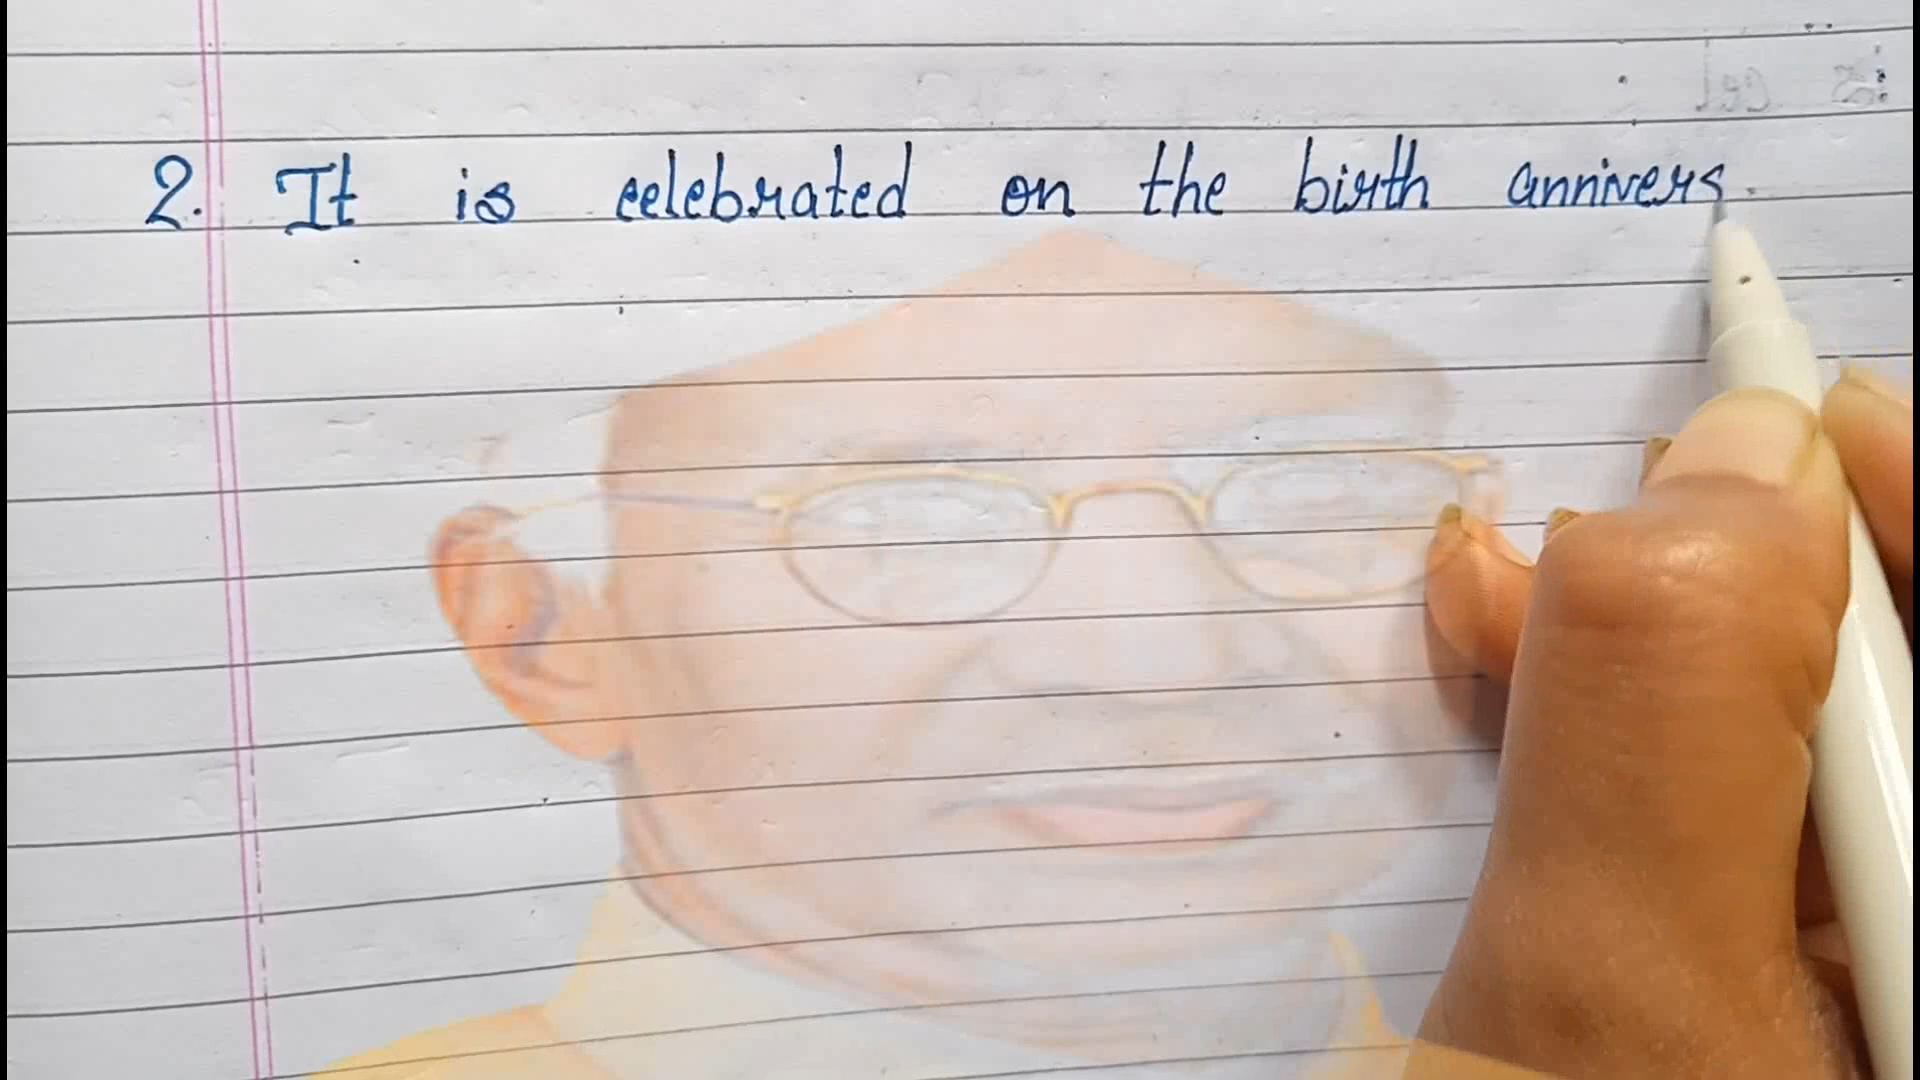 2. It is celebrated on the birth annivers